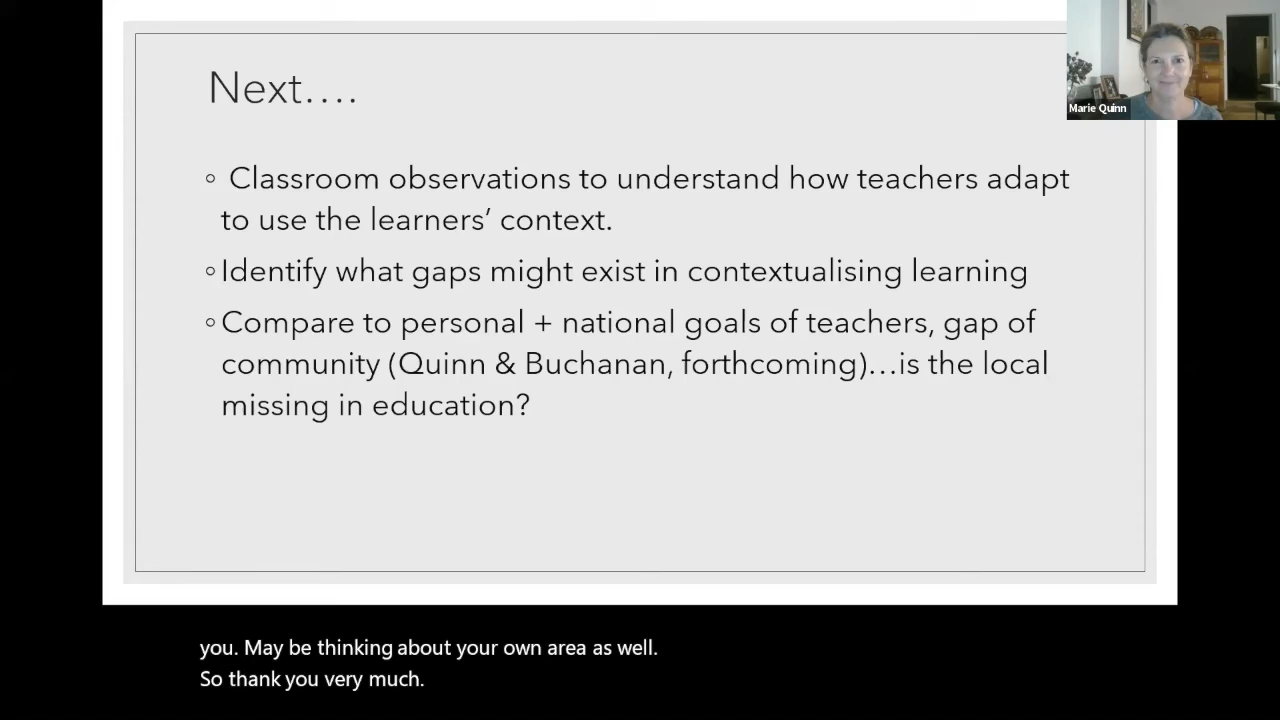 Next....
Marie Quinn
◦ Classroom observations to understand how teachers adapt
to use the learners’ context.
◦Identify what gaps might exist in contextualising learning
◦Compare to personal + national goals of teachers, gap of
community (Quinn & Buchanan, forthcoming)...is the local
missing in education?
you. May be thinking about your own area as well.
So thank you very much.